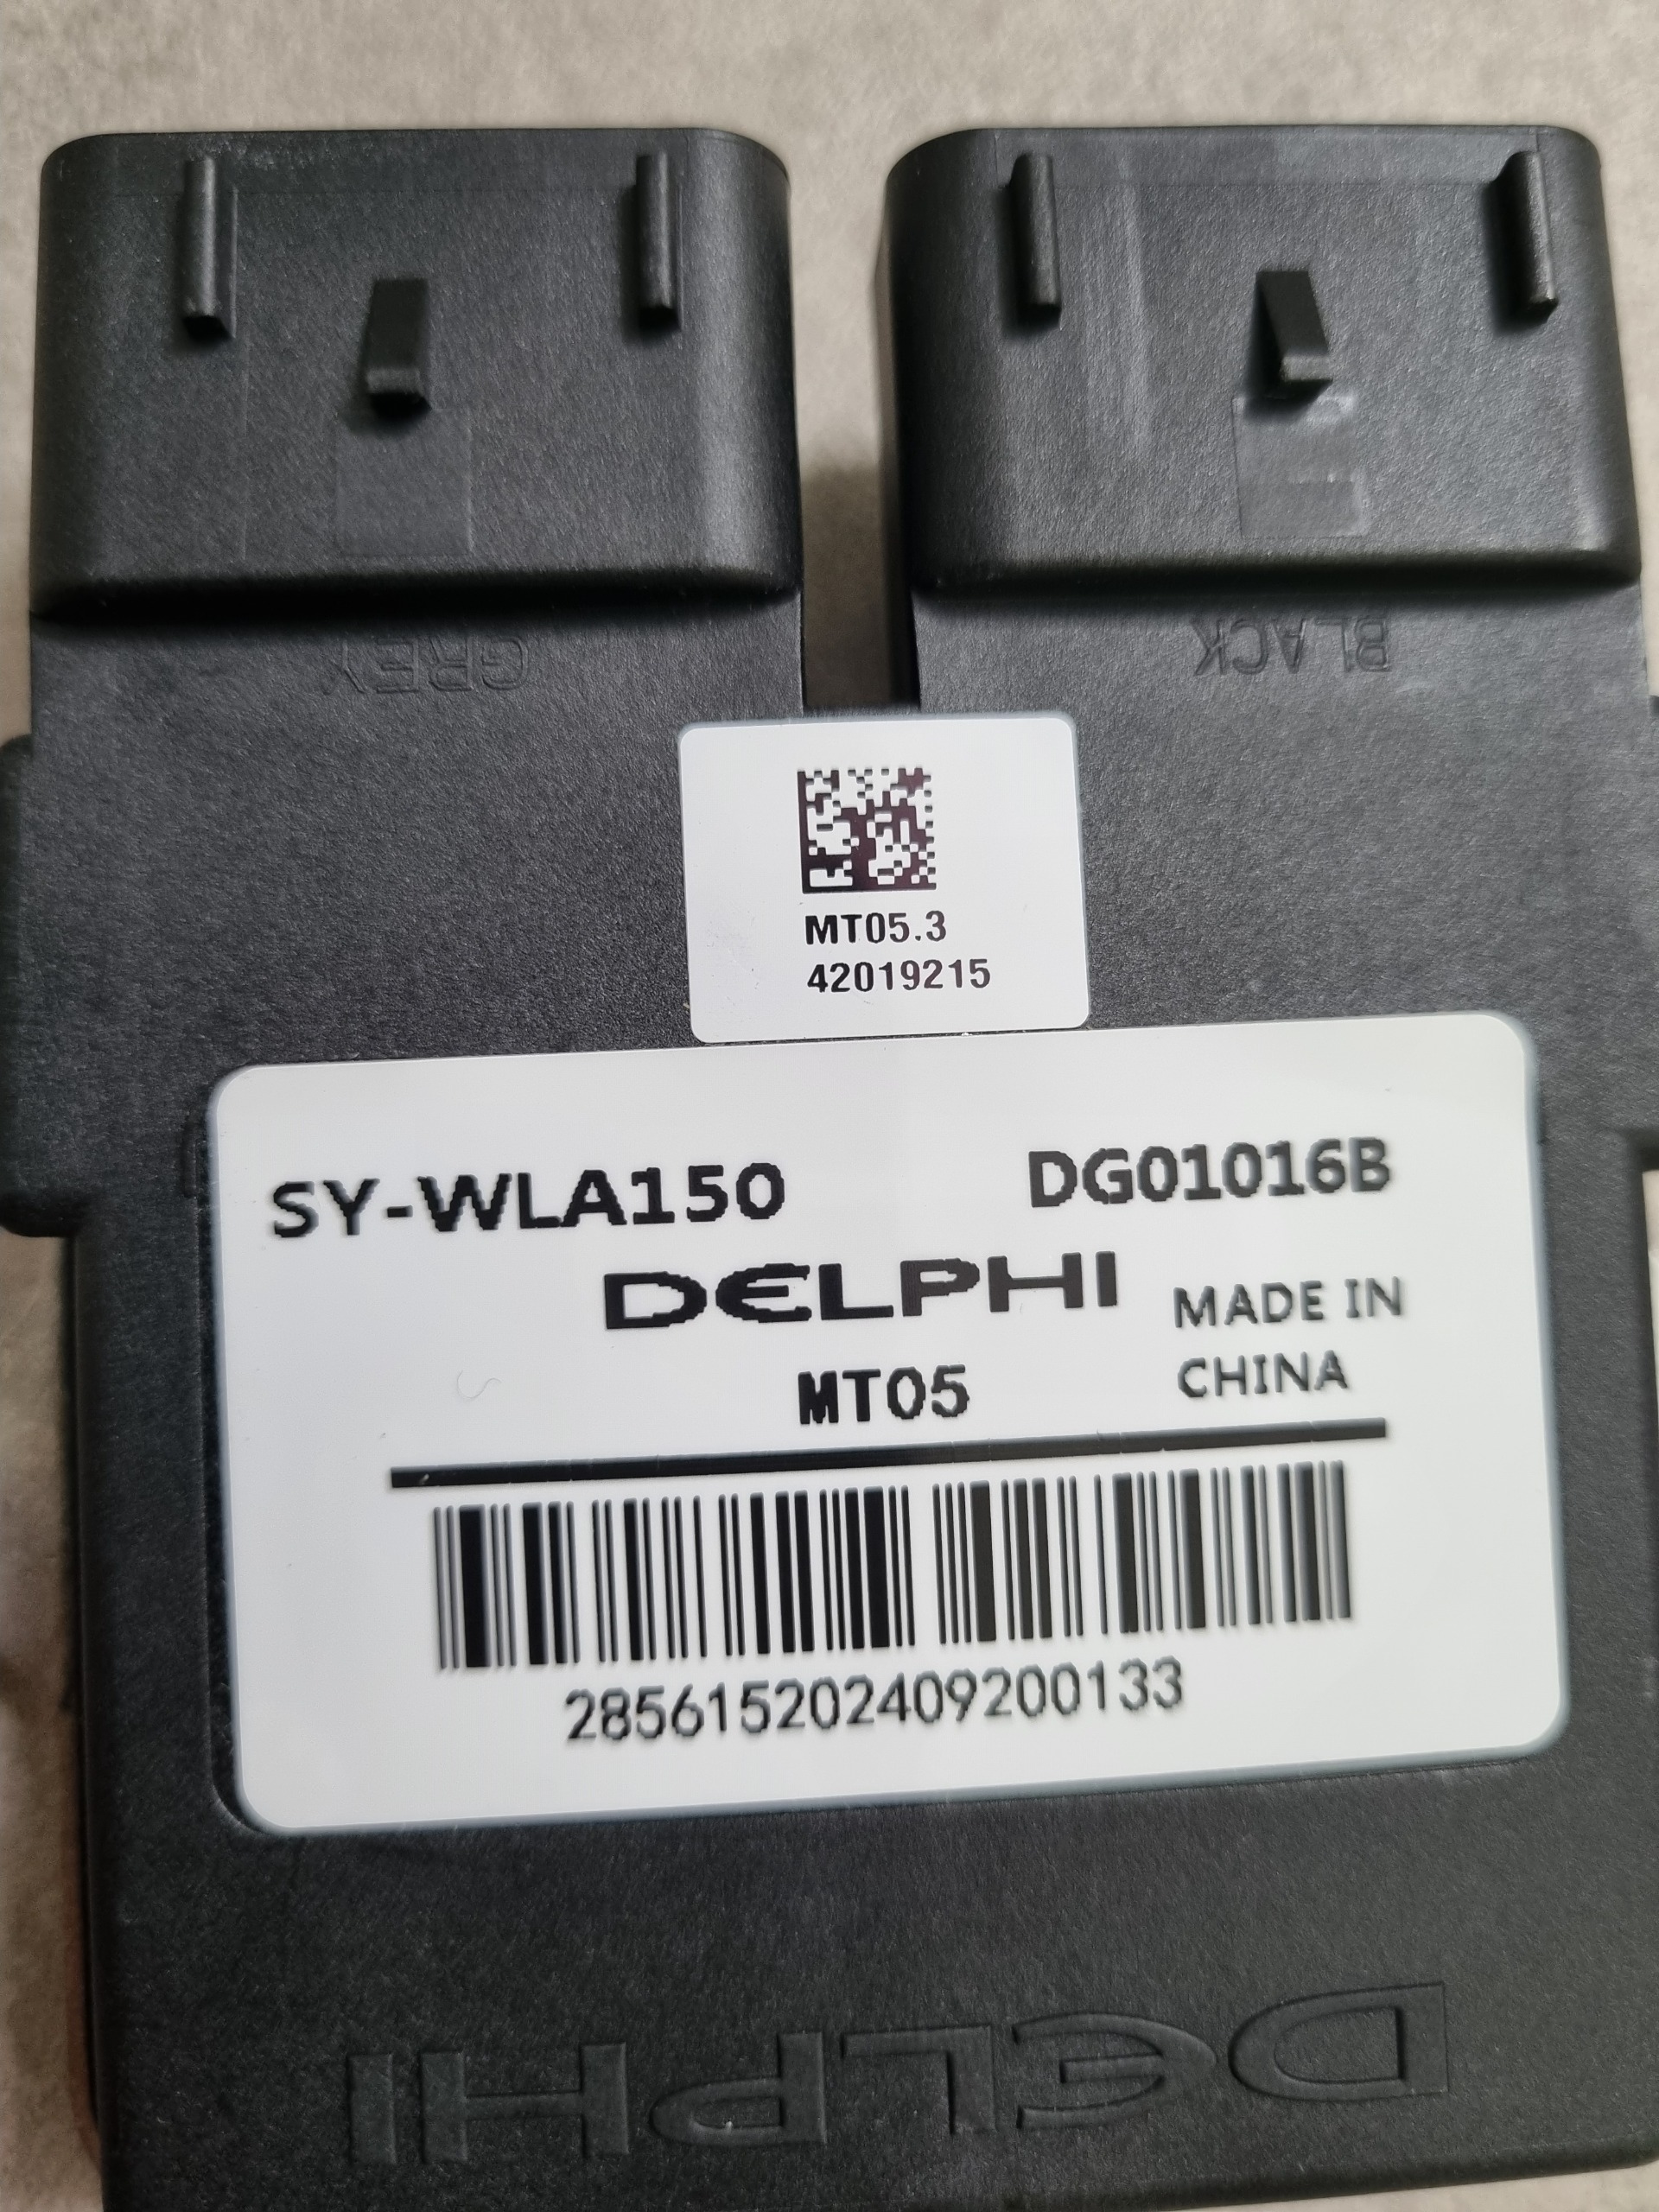 GREY
BLACK
MT05.3
42019215
SY-WLA150 DG01016B
DELPHI MADE IN
MT05 CHINA
285615202409200133
DELPHI